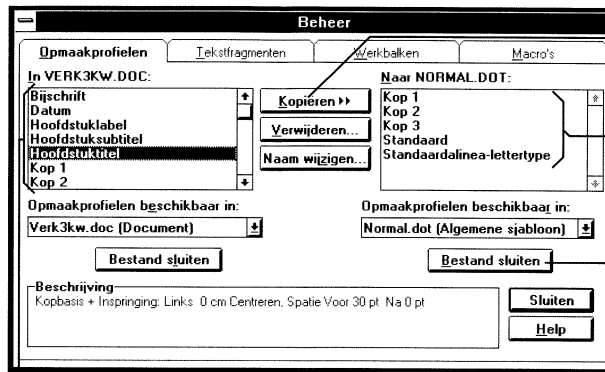 Beheer
Opmaakprofielen
Tekstfragmenten
Werkbalken
Macro's
In VERK3KW.DOC:
Bijschrift
Datum
Hoofdstuklabel
Hoofdstuksubtitel
Hoofdstuktitel
Kop 1
Kop 2
Kopiëren
Verwijderen...
Naam wijzigen...
Naar NORMAL.DOT:
Kop 1
Kop 2
Kop 3
Standaard
Standaardalinea-lettertype
Opmaakprofielen beschikbaar in:
Verk3kw.doc (Document)
Bestand sluiten
Opmaakprofielen beschikbaar in:
Normal.dot (Algemene sjabloon)
Bestand sluiten
Beschrijving
Kopbasis + Inspringing: Links 0 cm Centreren, Spatie Voor 30 pt Na 0 pt
Sluiten
Help